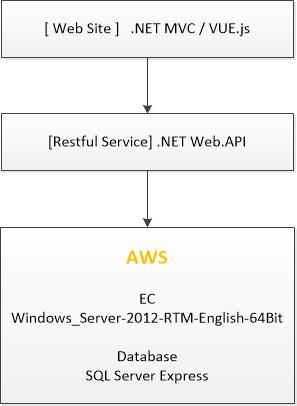 [ Web Site ] .NET MVC / VUE.js
[Restful Service] .NET Web.API
AWS
EC
Windows_Server-2012-RTM-English-64Bit
Database
SQL Server Express